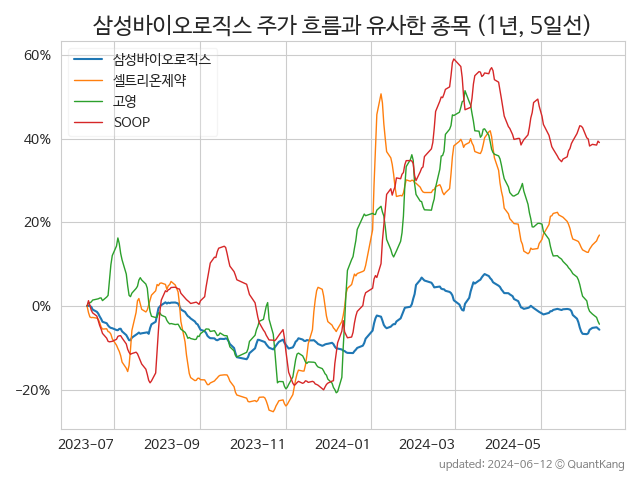 삼성바이오로직스 주가 흐름과 유사한 종목 (1년, 5일선)
60%
40%
20%
0%
−20%
삼성바이오로직스
셀트리온제약
고영
SOOP
2023-07
2023-09
2023-11
2024-01
2024-03
2024-05
updated: 2024-06-12 © QuantKang